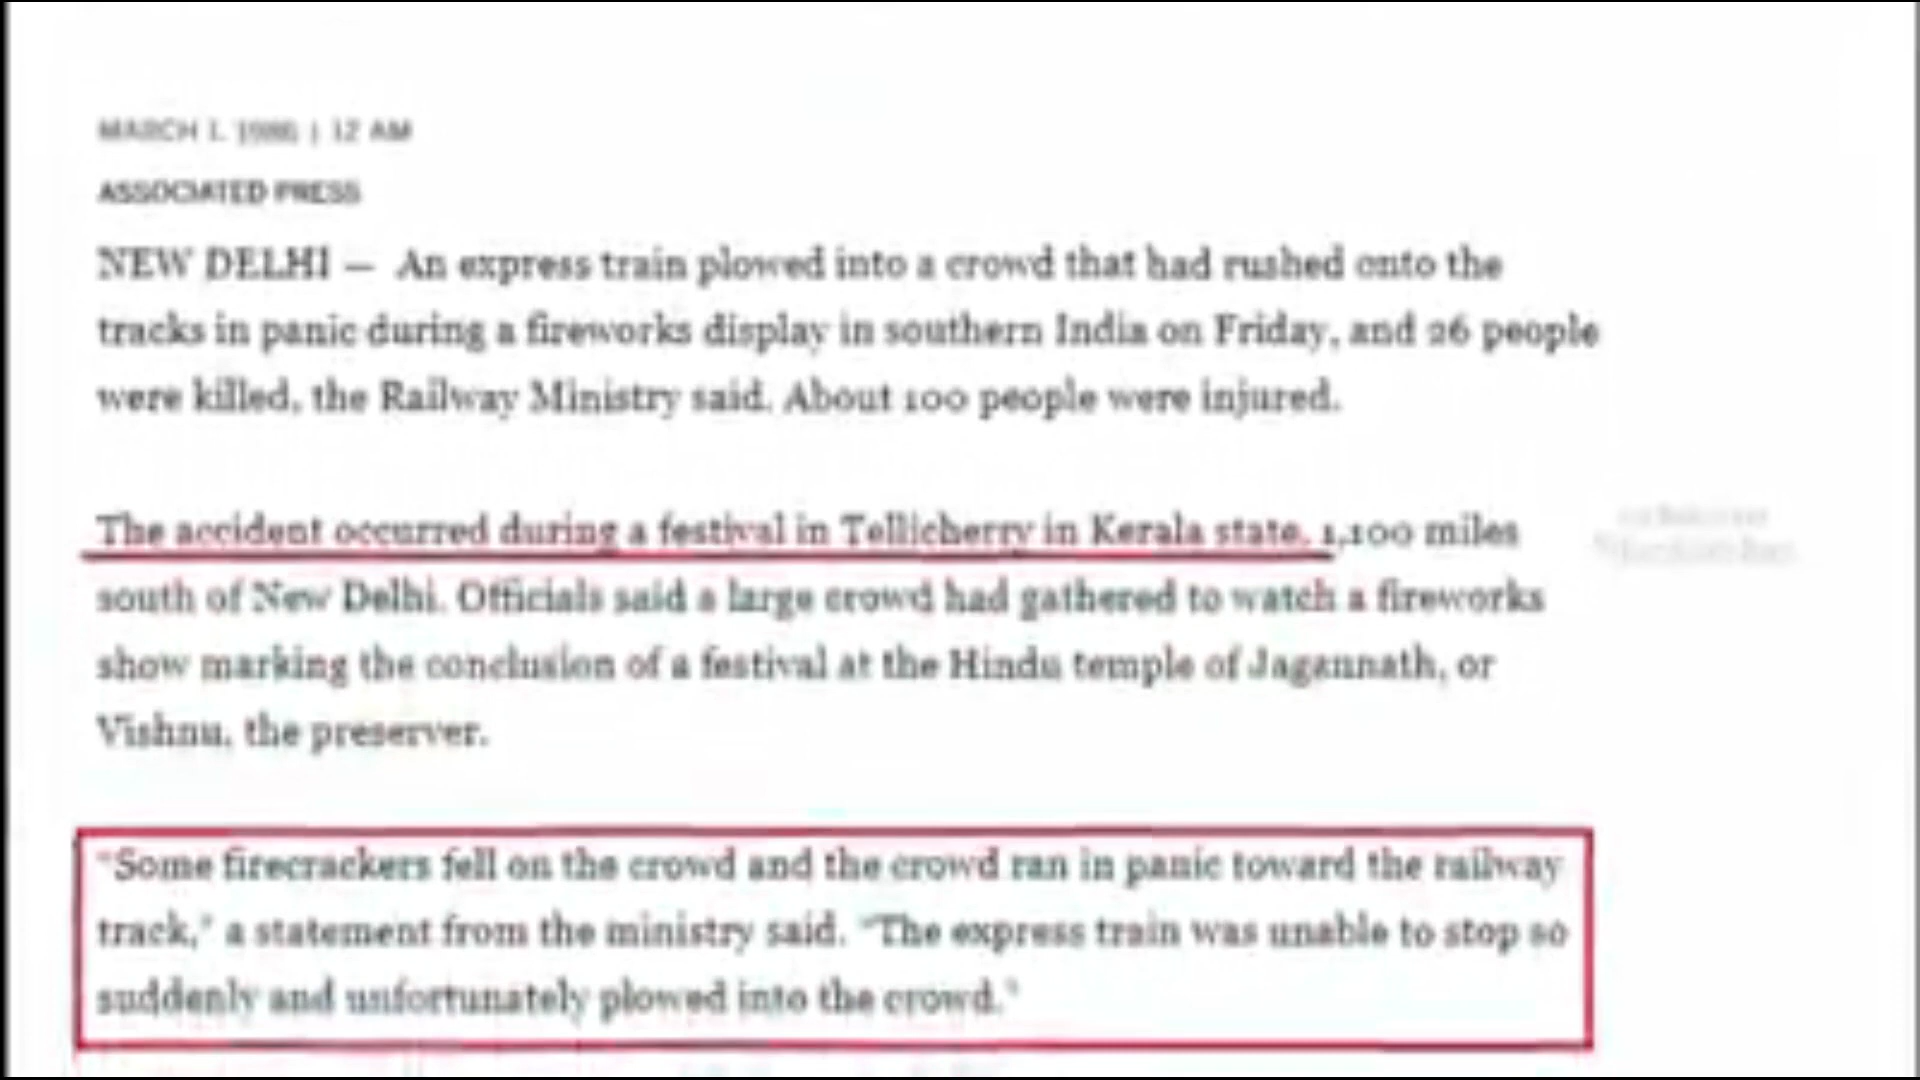 MARCH 1, 1986 | 12 AM
ASSOCIATED PRESS
NEW DELHI — An express train plowed into a crowd that had rushed onto the
tracks in panic during a fireworks display in southern India on Friday, and 26 people
were killed, the Railway Ministry said. About 100 people were injured.
The accident occurred during a festival in Tellicherry in Kerala state, 1,100 miles
south of New Delhi. Officials said a large crowd had gathered to watch a fireworks
show marking the conclusion of a festival at the Hindu temple of Jagannath, or
Vishnu, the preserver.
"Some firecrackers fell on the crowd and the crowd ran in panic toward the railway
track," a statement from the ministry said. "The express train was unable to stop so
suddenly and unfortunately plowed into the crowd."